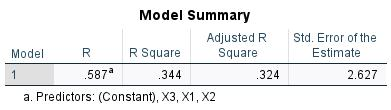 Model Summary
Model R R Square Adjusted R Square Std. Error of the Estimate
1 .587a .344 .324 2.627
a. Predictors: (Constant), X3, X1, X2